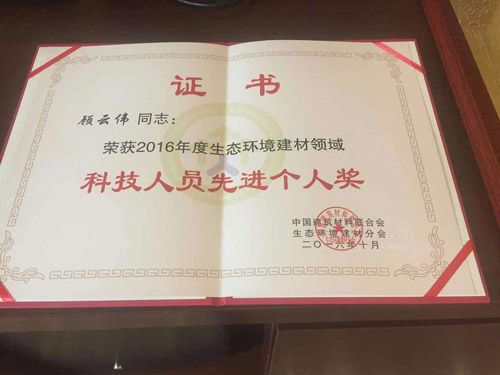 证 书
顾云伟 同志：
荣获2016年度生态环境建材领域
科技人员先进个人奖
中国建筑材料联合会
生态环境建材分会
二〇一六年十月